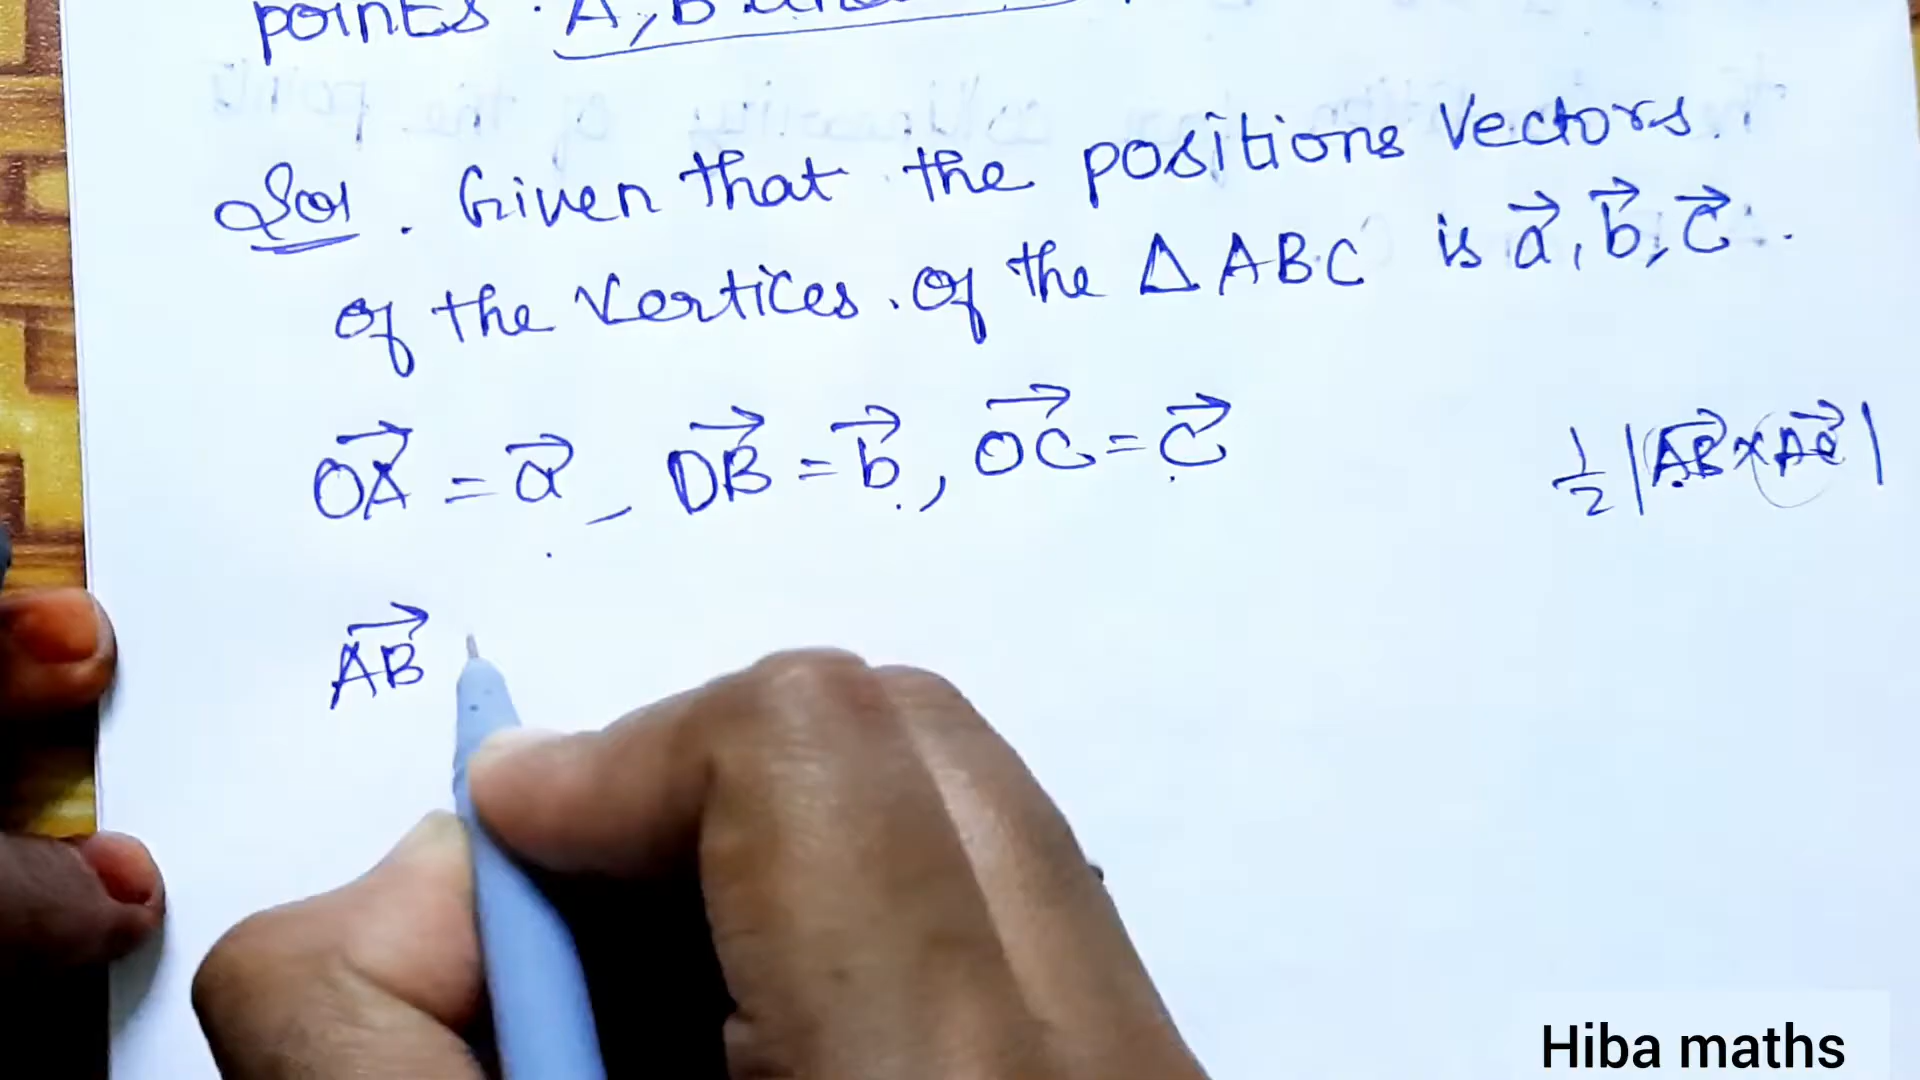 points. A, B
Sol. Given that the positions vectors.
of the vertices. of the Δ ABC is a⃗, b⃗, c⃗.
OA⃗ = a⃗, OB⃗ = b⃗, OC⃗ = c⃗
1/2 |AB⃗ × AC⃗|
AB⃗
Hiba maths